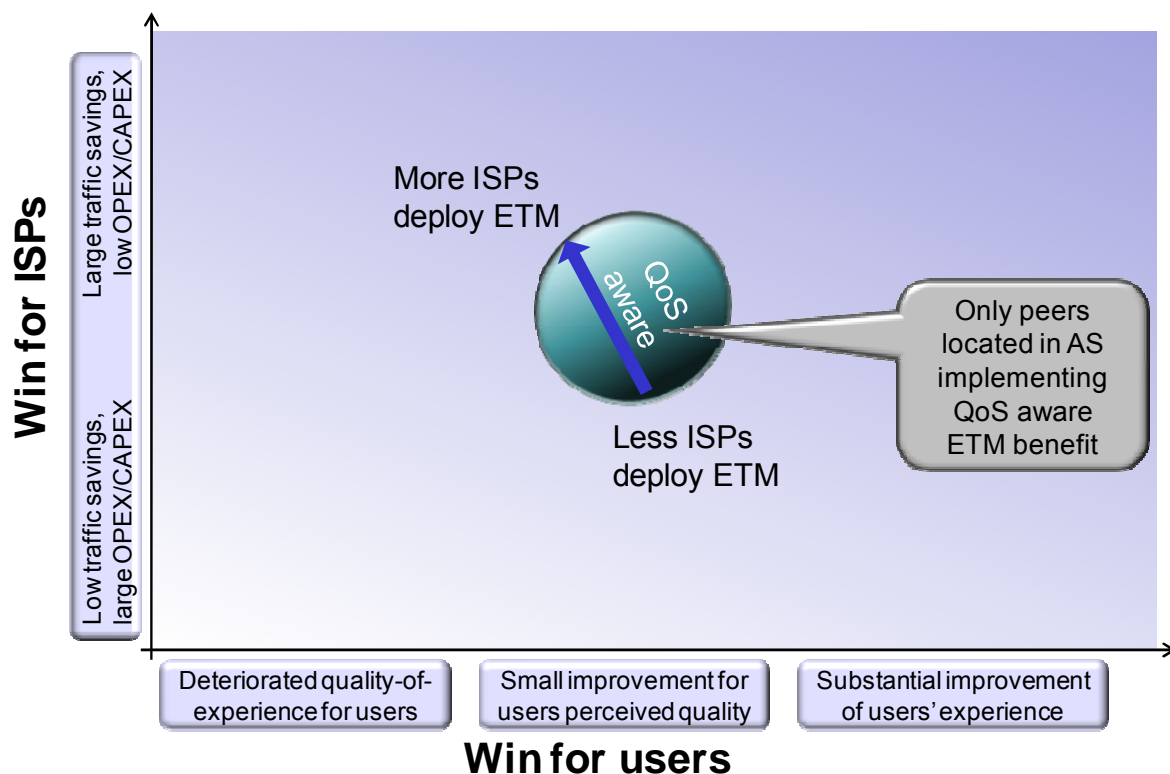 Win for ISPs
Large traffic savings,
low OPEX/CAPEX
Low traffic savings,
large OPEX/CAPEX
More ISPs
deploy ETM
QoS
aware
Less ISPs
deploy ETM
Only peers
located in AS
implementing
QoS aware
ETM benefit
Deteriorated quality-of-
experience for users
Small improvement for
users perceived quality
Substantial improvement
of users' experience
Win for users